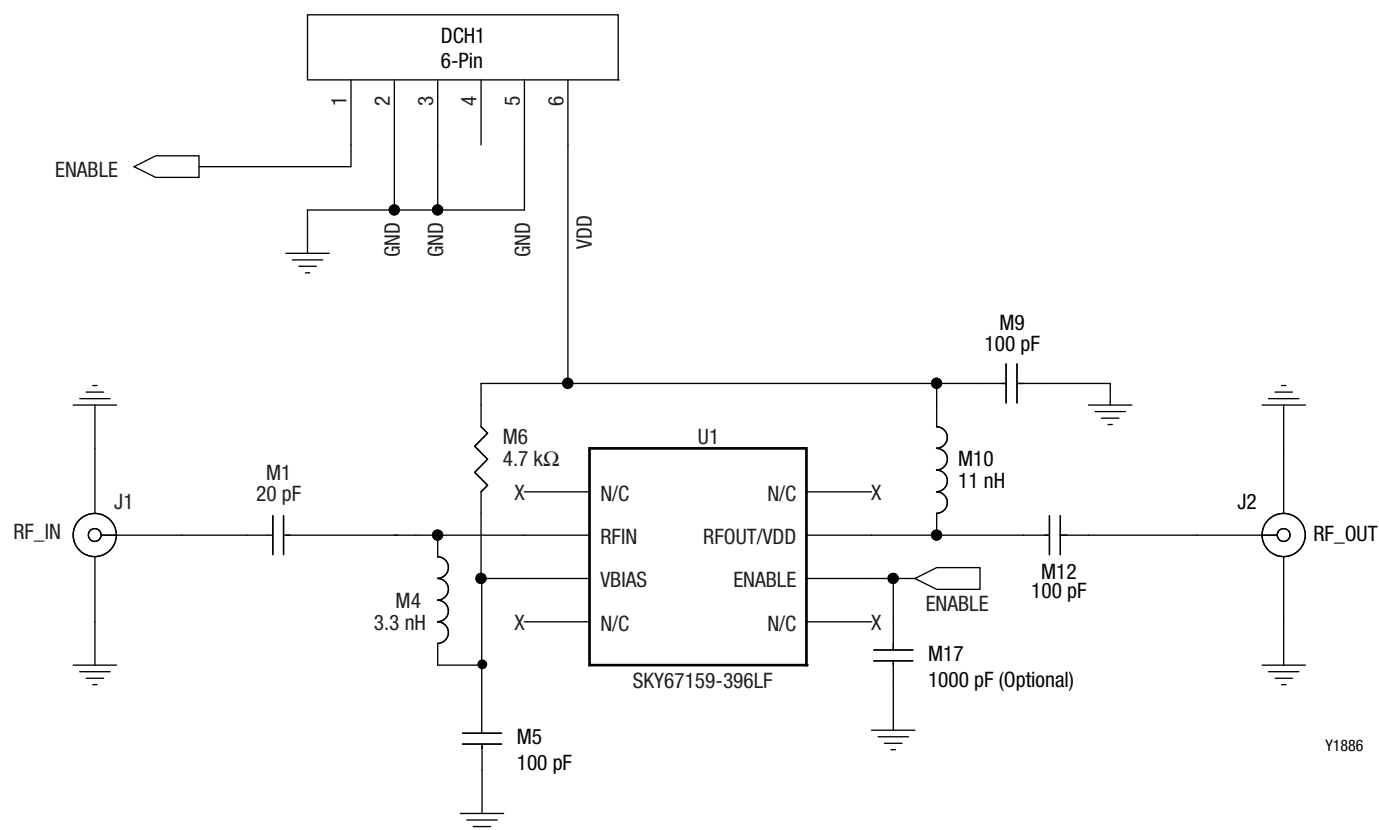 DCH1
6-Pin
1
2
3
4
5
6
ENABLE
GND
GND
GND
VDD
M9
100 pF
M6
4.7 kΩ
U1
M10
11 nH
M1
20 pF
J1
J2
X
N/C
N/C
X
RF_IN
RFIN
RFOUT/VDD
RF_OUT
VBIAS
ENABLE
M12
100 pF
ENABLE
M4
3.3 nH
X
N/C
N/C
X
M17
1000 pF (Optional)
SKY67159-396LF
M5
100 pF
Y1886